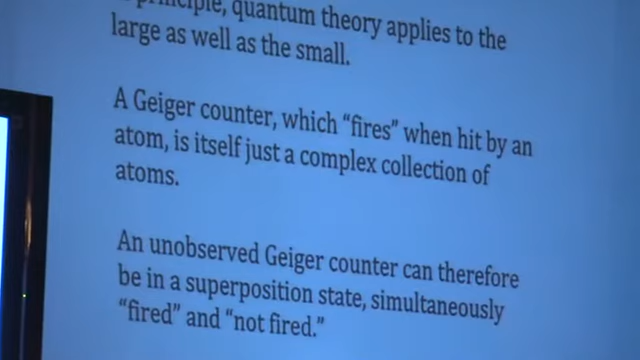 principle, quantum theory applies to the
large as well as the small.
A Geiger counter, which “fires” when hit by an
atom, is itself just a complex collection of
atoms.
An unobserved Geiger counter can therefore
be in a superposition state, simultaneously
“fired” and “not fired.”